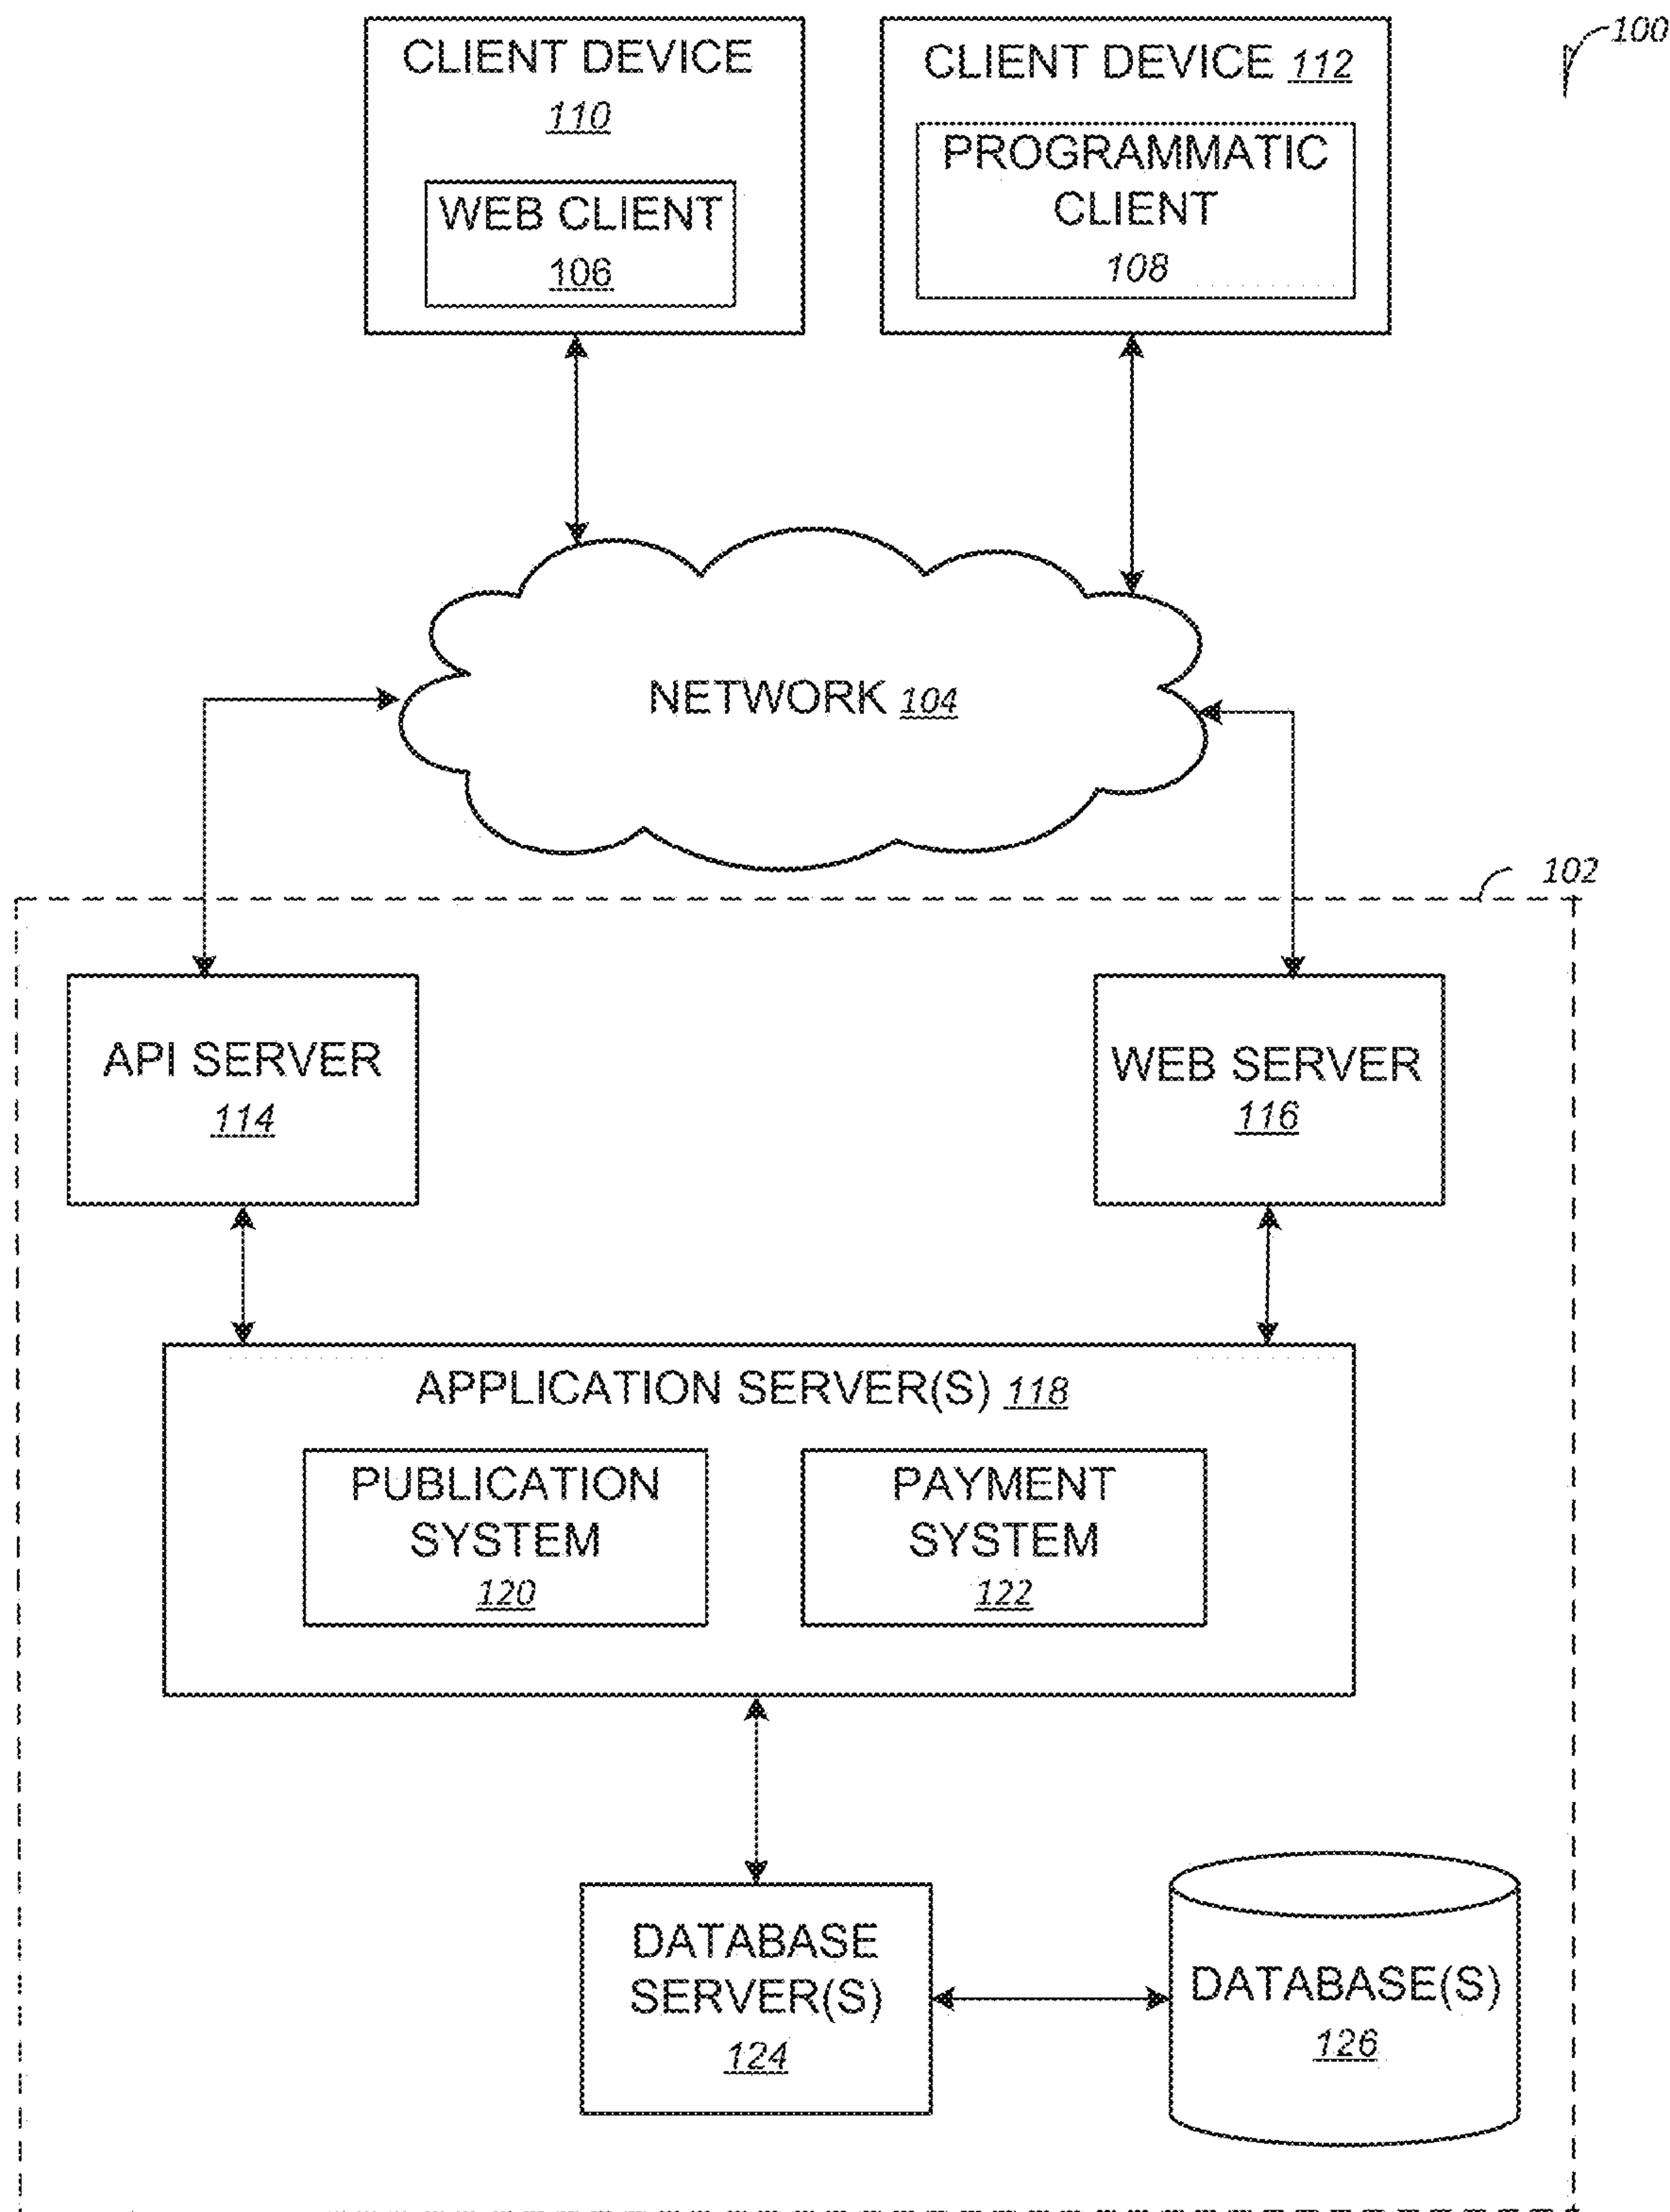 100
CLIENT DEVICE
110
WEB CLIENT
106
CLIENT DEVICE 112
PROGRAMMATIC
CLIENT
108
NETWORK 104
102
API SERVER
114
WEB SERVER
116
APPLICATION SERVER(S) 118
PUBLICATION
SYSTEM
120
PAYMENT
SYSTEM
122
DATABASE
SERVER(S)
124
DATABASE(S)
126